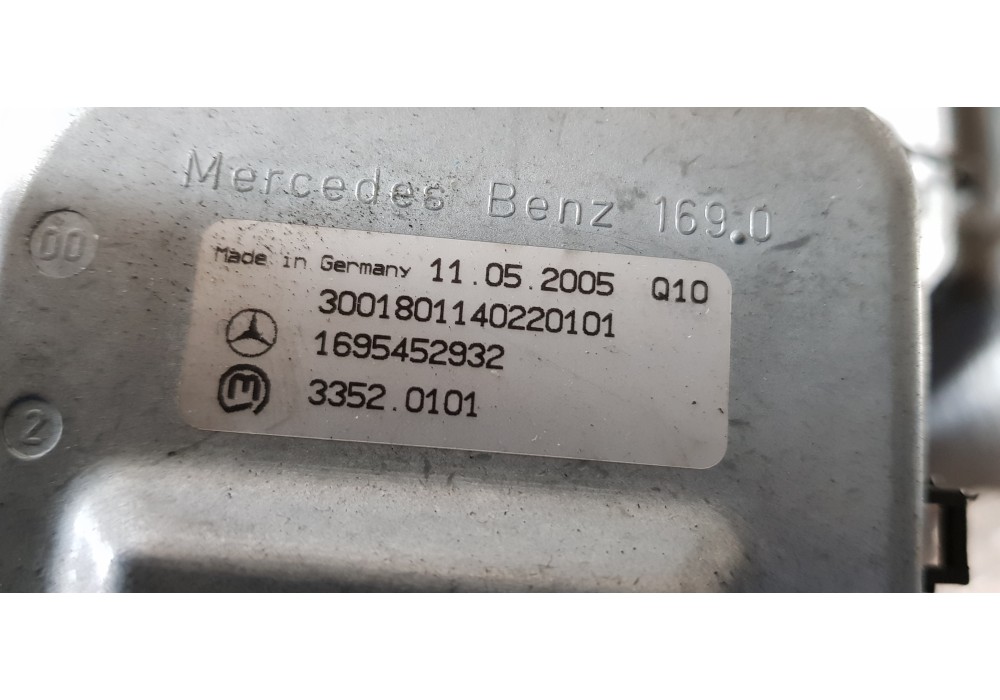 Mercedes Benz 169.0
00
Made in Germany 11.05.2005 Q10
3001801140220101
1695452932
3352.0101
2